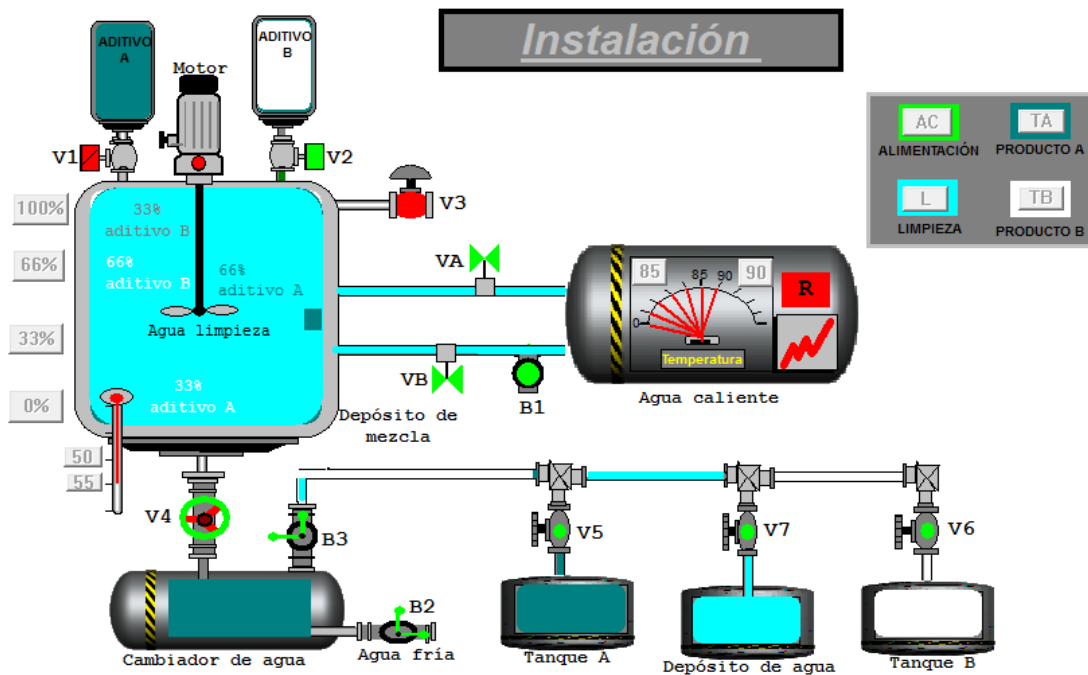 Instalación
ADITIVO
A
ADITIVO
B
Motor
V1
V2
V3
AC
TA
ALIMENTACIÓN
PRODUCTO A
L
TB
LIMPIEZA
PRODUCTO B
100%
66%
33%
0%
33%
aditivo B
66%
aditivo B
66%
aditivo A
Agua limpieza
33%
aditivo A
VA
VB
B1
85
85
90
90
0
R
Temperatura
Agua caliente
Depósito de
mezcla
50
55
V4
B3
V5
V7
V6
B2
Cambiador de agua
Agua fría
Tanque A
Depósito de agua
Tanque B